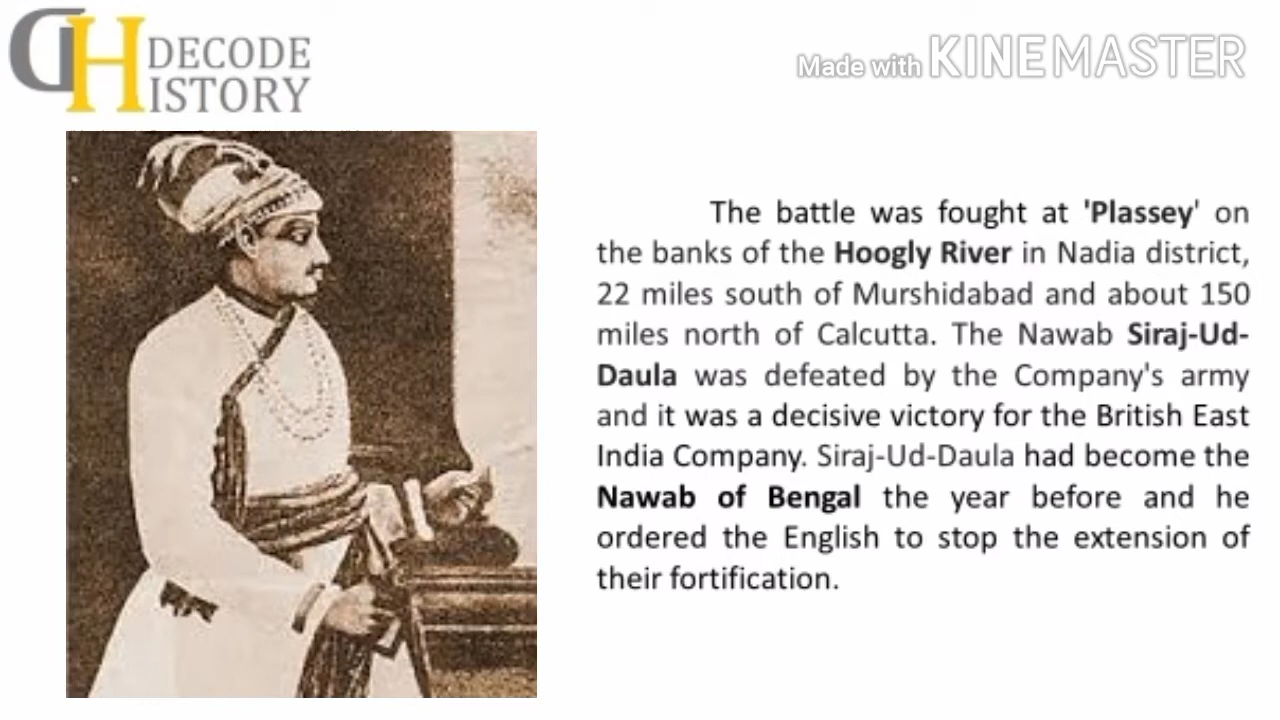 DECODE
HISTORY
Made with KINEMASTER
The battle was fought at 'Plassey' on
the banks of the Hoogly River in Nadia district,
22 miles south of Murshidabad and about 150
miles north of Calcutta. The Nawab Siraj-Ud-
Daula was defeated by the Company's army
and it was a decisive victory for the British East
India Company. Siraj-Ud-Daula had become the
Nawab of Bengal the year before and he
ordered the English to stop the extension of
their fortification.